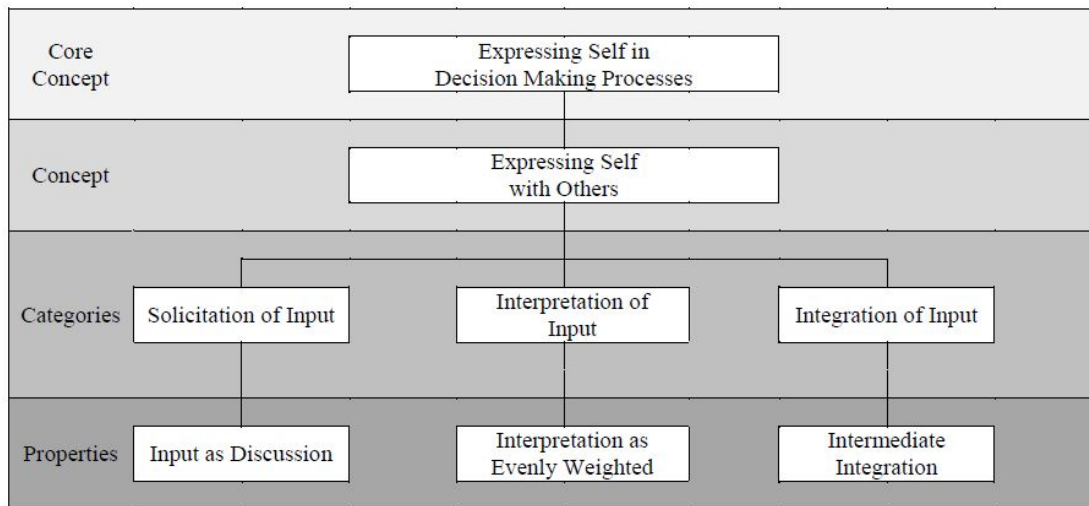 Core
Concept
Expressing Self in
Decision Making Processes
Concept
Expressing Self
with Others
Categories
Solicitation of Input
Interpretation of
Input
Integration of Input
Properties
Input as Discussion
Interpretation as
Evenly Weighted
Intermediate
Integration